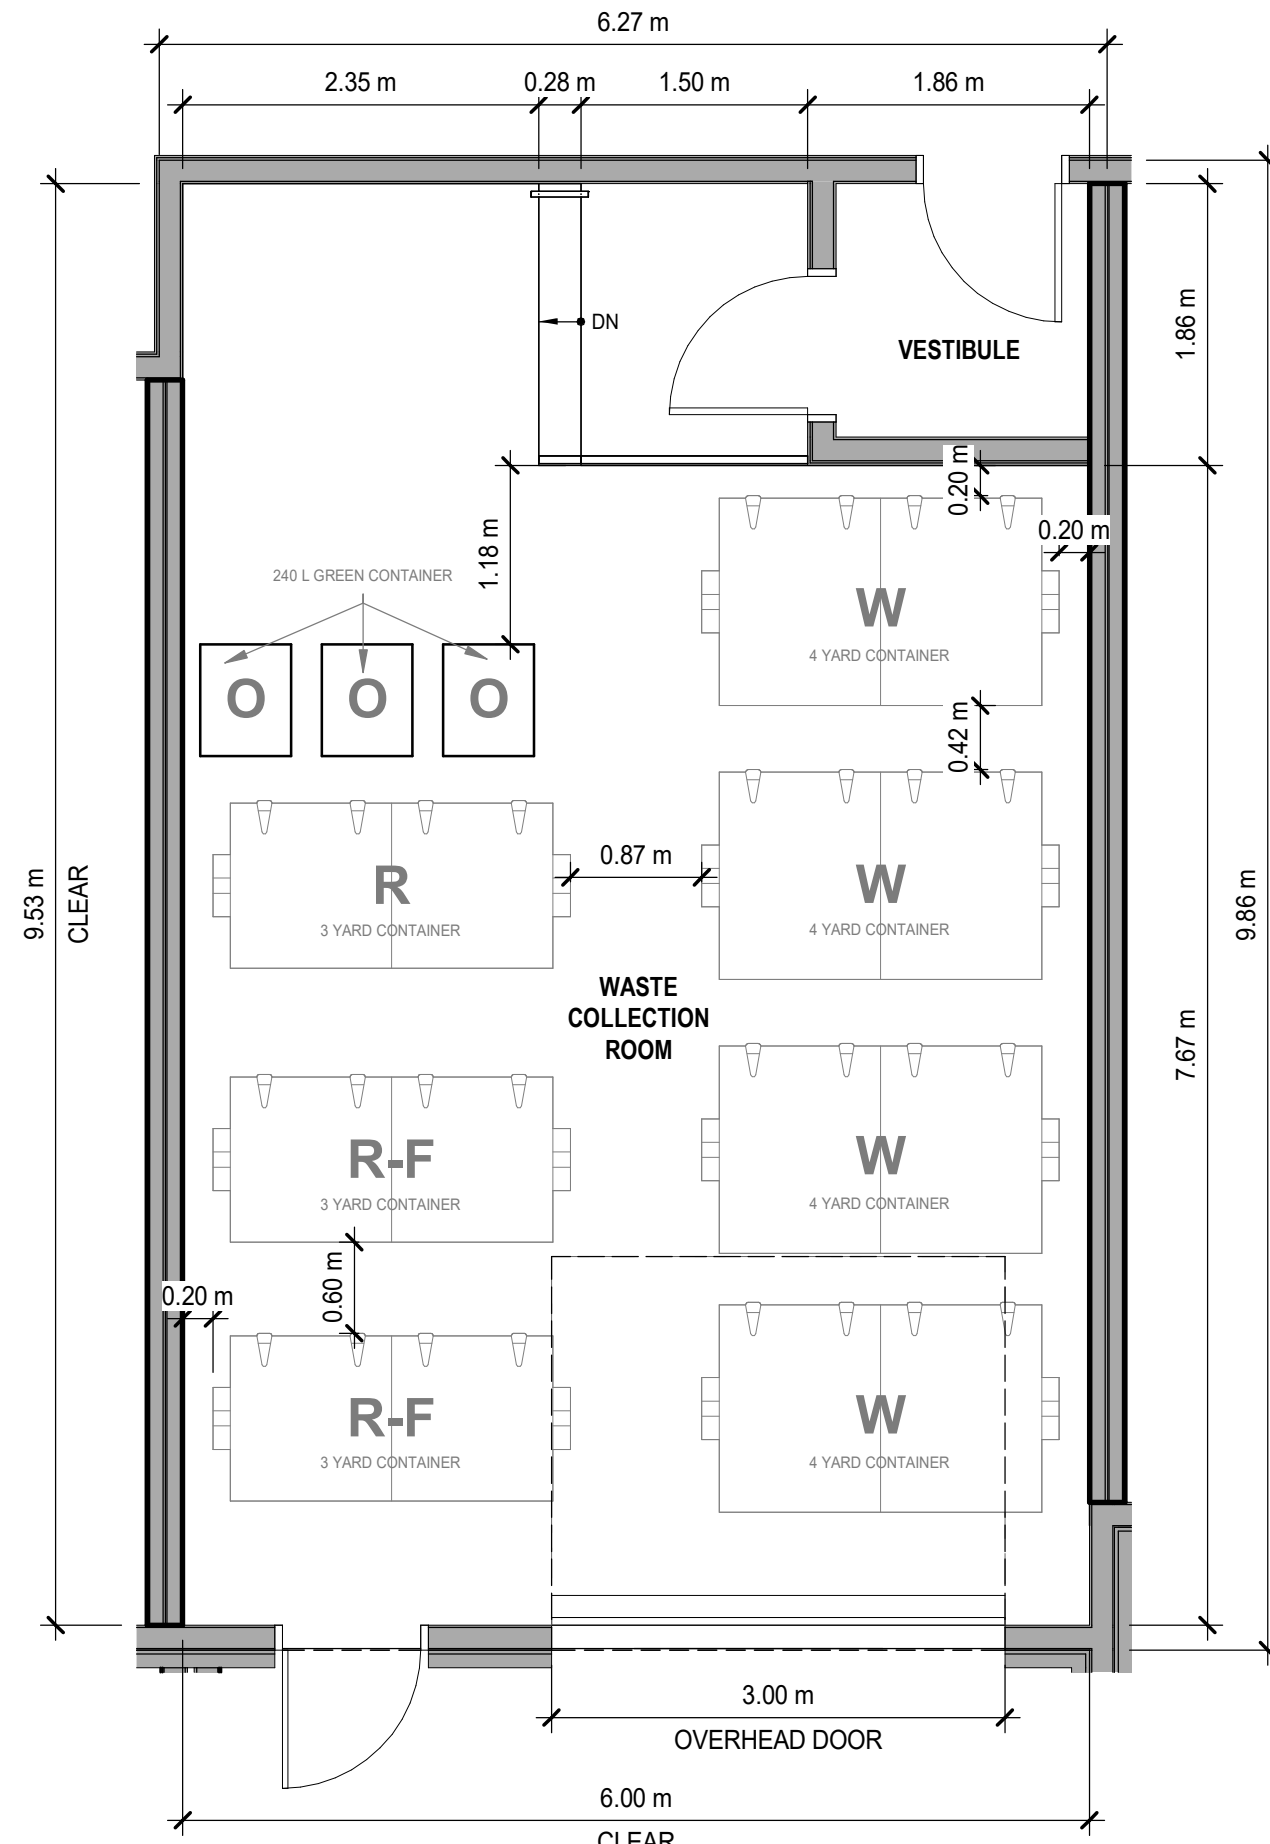 6.27 m
2.35 m
0.28 m
1.50 m
1.86 m
DN
VESTIBULE
1.86 m
0.20 m
0.20 m
1.18 m
240 L GREEN CONTAINER
W
4 YARD CONTAINER
O
O
O
0.42 m
R
3 YARD CONTAINER
0.87 m
W
4 YARD CONTAINER
9.53 m
CLEAR
9.86 m
WASTE
COLLECTION
ROOM
7.67 m
R-F
3 YARD CONTAINER
W
4 YARD CONTAINER
0.20 m
0.60 m
R-F
3 YARD CONTAINER
W
4 YARD CONTAINER
3.00 m
OVERHEAD DOOR
6.00 m
CLEAR